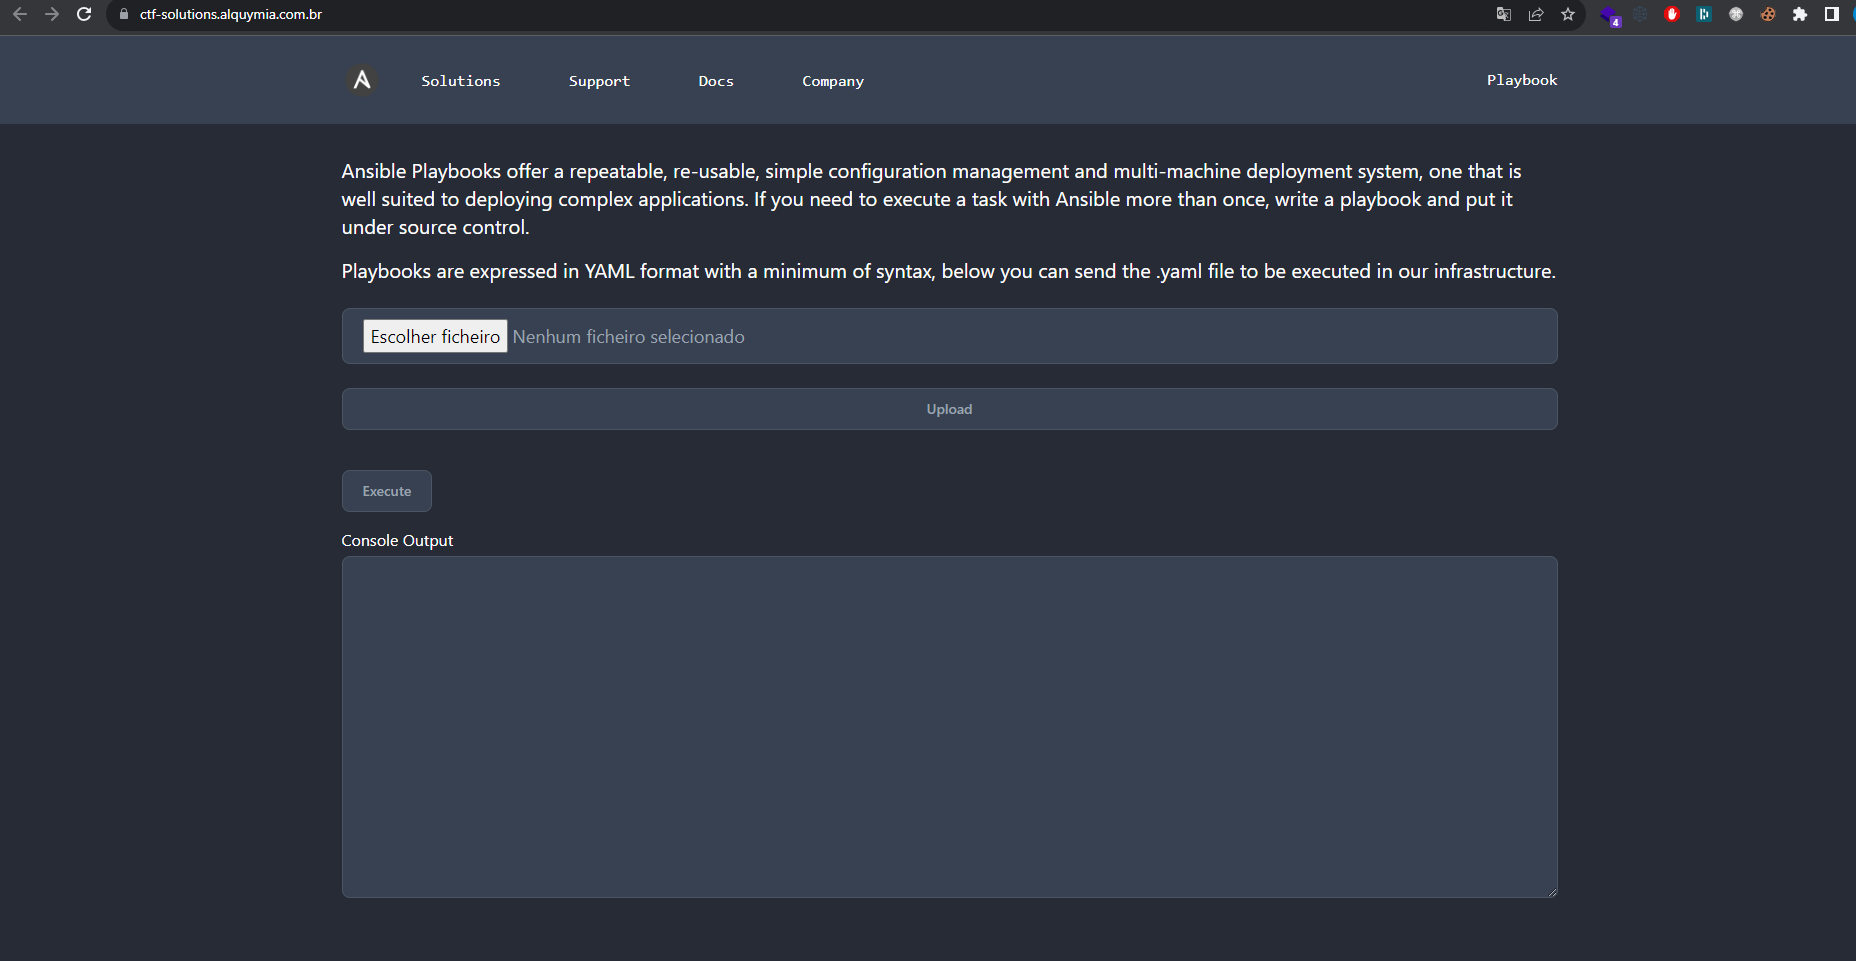 ctf-solutions.alquymia.com.br
4
Solutions Support Docs Company Playbook
Ansible Playbooks offer a repeatable, re-usable, simple configuration management and multi-machine deployment system, one that is
well suited to deploying complex applications. If you need to execute a task with Ansible more than once, write a playbook and put it
under source control.
Playbooks are expressed in YAML format with a minimum of syntax, below you can send the .yaml file to be executed in our infrastructure.
Escolher ficheiro Nenhum ficheiro selecionado
Upload
Execute
Console Output